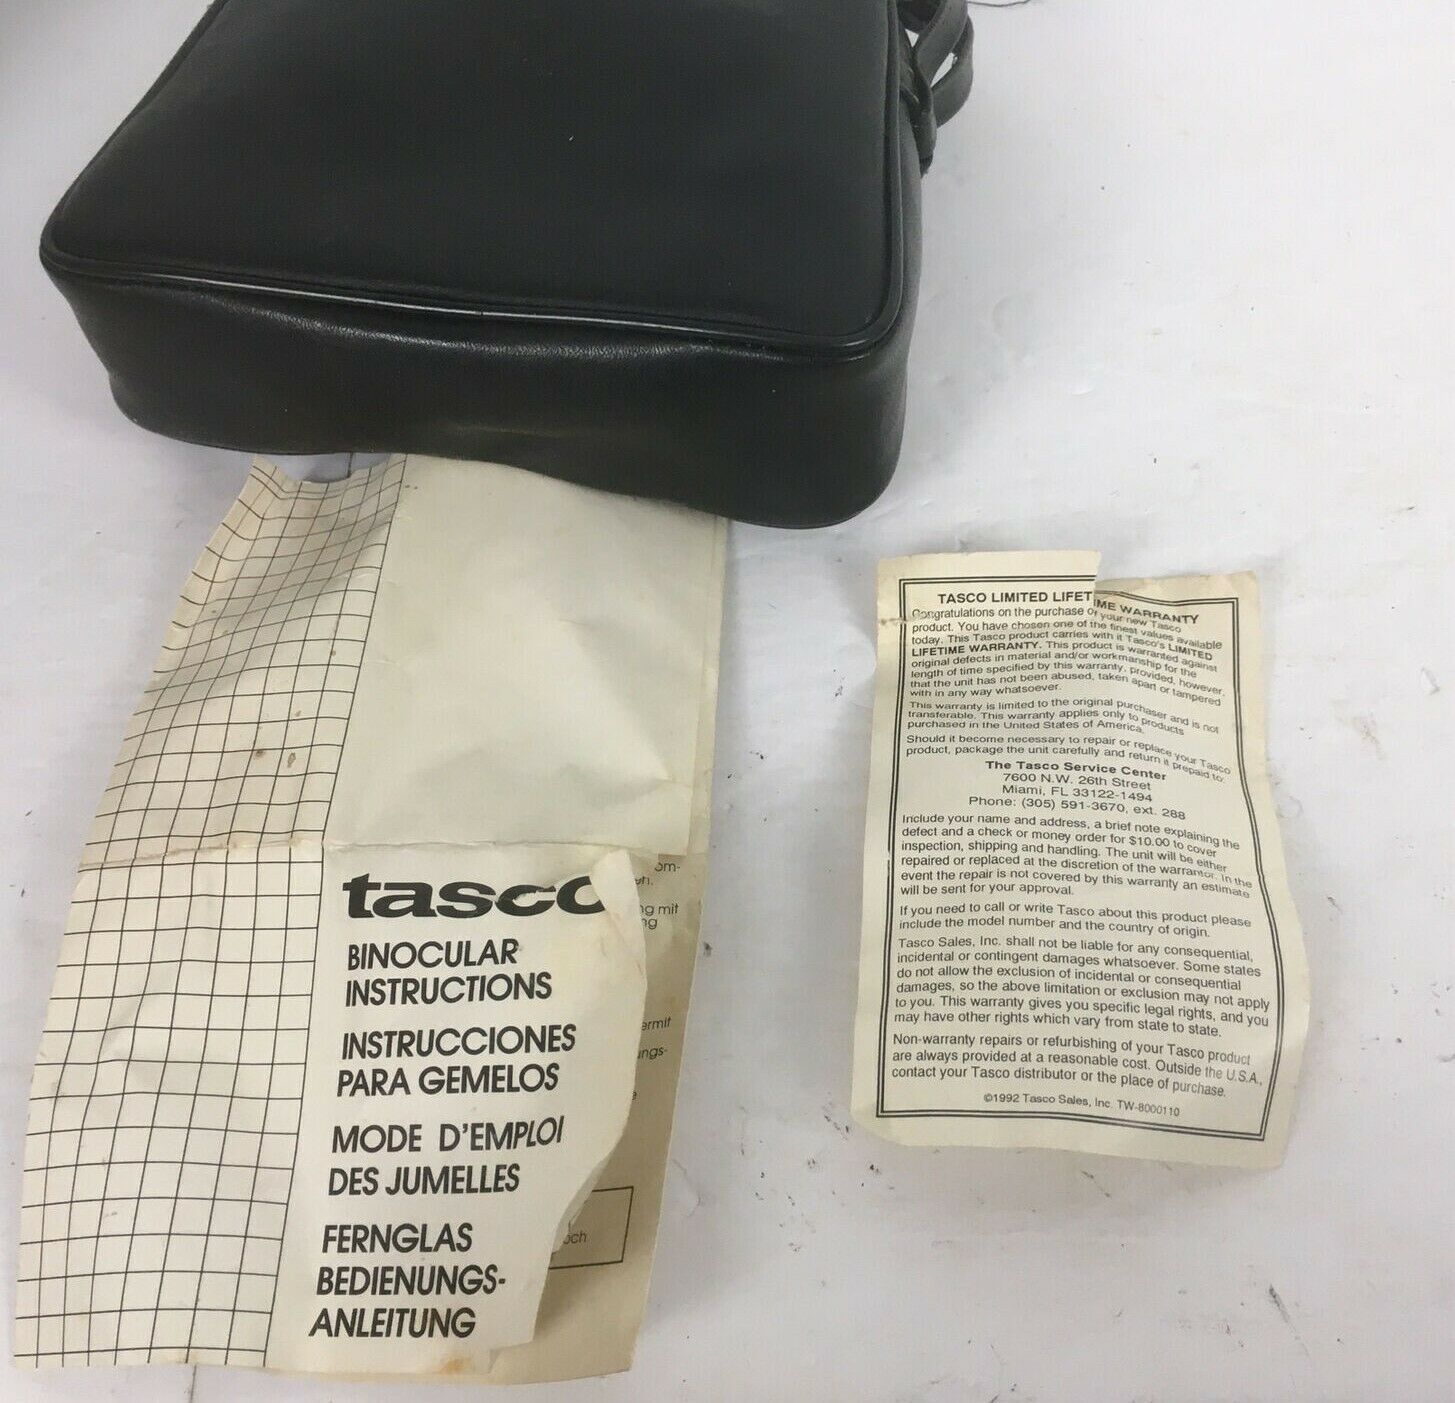 tasco
BINOCULAR
INSTRUCTIONS
INSTRUCCIONES
PARA GEMELOS
MODE D'EMPLOI
DES JUMELLES
FERNGLAS
BEDIENUNGS-
ANLEITUNG
om-
en.
ng mit
ng
ermit
ungs-
e
och
TASCO LIMITED LIFETIME WARRANTY
Congratulations on the purchase of your new Tasco
product. You have chosen one of the finest values available
today. This Tasco product carries with it Tasco's LIMITED
LIFETIME WARRANTY. This product is warranted against
original defects in material and/or workmanship for the
length of time specified by this warranty, provided, however,
that the unit has not been abused, taken apart or tampered
with in any way whatsoever.
This warranty is limited to the original purchaser and is not
transferable. This warranty applies only to products
purchased in the United States of America.
Should it become necessary to repair or replace your Tasco
product, package the unit carefully and return it prepaid to:
The Tasco Service Center
7600 N.W. 26th Street
Miami, FL 33122-1494
Phone: (305) 591-3670, ext. 288
Include your name and address, a brief note explaining the
defect and a check or money order for $10.00 to cover
inspection, shipping and handling. The unit will be either
repaired or replaced at the discretion of the warrantor. In the
event the repair is not covered by this warranty an estimate
will be sent for your approval.
If you need to call or write Tasco about this product please
include the model number and the country of origin.
Tasco Sales, Inc. shall not be liable for any consequential,
incidental or contingent damages whatsoever. Some states
do not allow the exclusion of incidental or consequential
damages, so the above limitation or exclusion may not apply
to you. This warranty gives you specific legal rights, and you
may have other rights which vary from state to state.
Non-warranty repairs or refurbishing of your Tasco product
are always provided at a reasonable cost. Outside the U.S.A.,
contact your Tasco distributor or the place of purchase.
©1992 Tasco Sales, Inc. TW-8000110